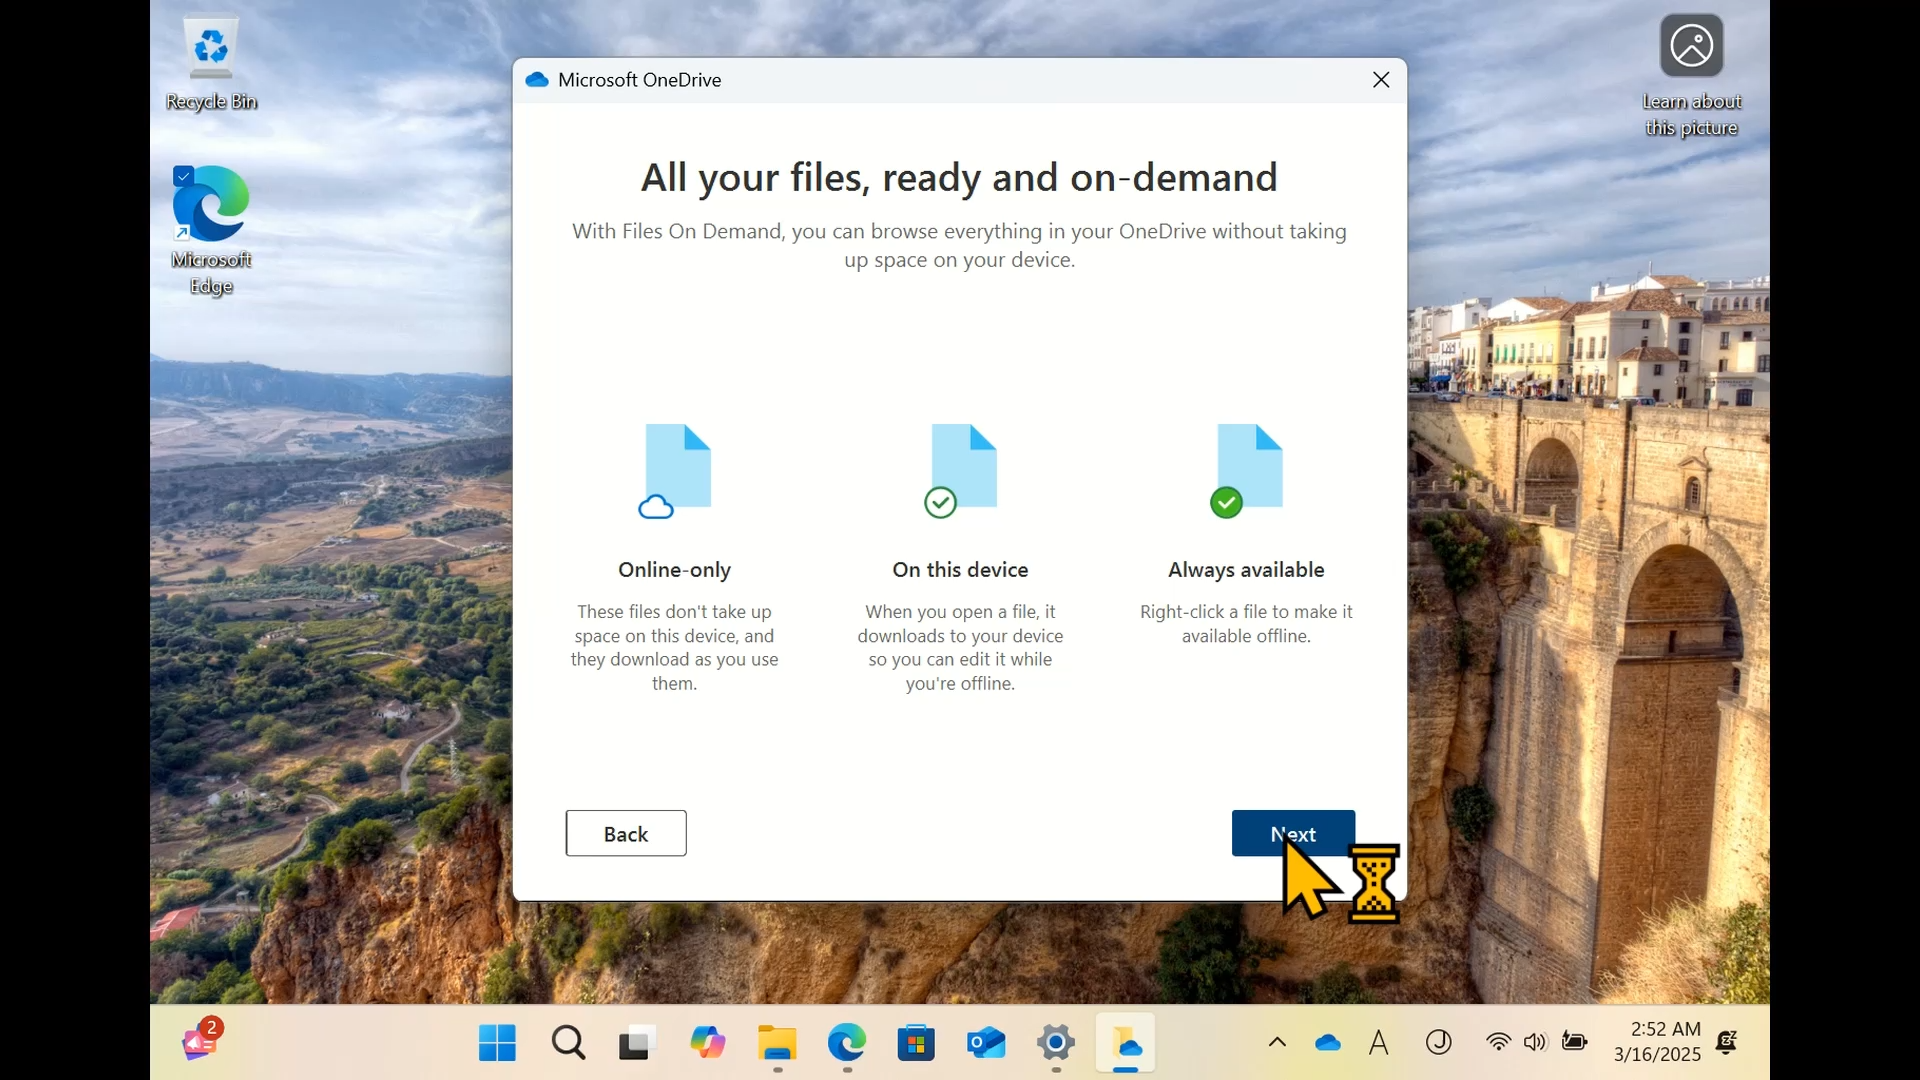 Recycle Bin
Microsoft
Edge
Learn about
this picture
Microsoft OneDrive
All your files, ready and on-demand
With Files On Demand, you can browse everything in your OneDrive without taking
up space on your device.
Online-only
These files don't take up
space on this device, and
they download as you use
them.
On this device
When you open a file, it
downloads to your device
so you can edit it while
you're offline.
Always available
Right-click a file to make it
available offline.
Back
Next
2
A
J
2:52 AM
3/16/2025